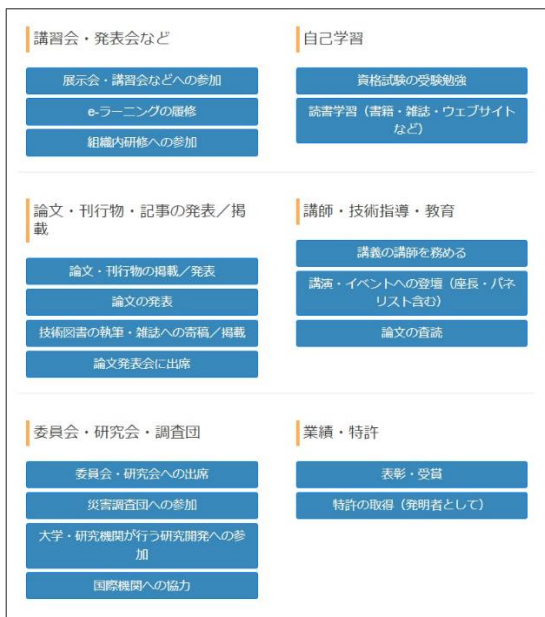 講習会・発表会など
展示会・講習会などへの参加
e-ラーニングの履修
組織内研修への参加
自己学習
資格試験の受験勉強
読書学習（書籍・雑誌・ウェブサイト
など）
論文・刊行物・記事の発表／掲
載
論文・刊行物の掲載／発表
論文の発表
技術図書の執筆・雑誌への寄稿／掲載
論文発表会に出席
講師・技術指導・教育
講義の講師を務める
講演・イベントへの登壇（座長・パネ
リスト含む）
論文の査読
委員会・研究会・調査団
委員会・研究会への出席
災害調査団への参加
大学・研究機関が行う研究開発への参
加
国際機関への協力
業績・特許
表彰・受賞
特許の取得（発明者として）